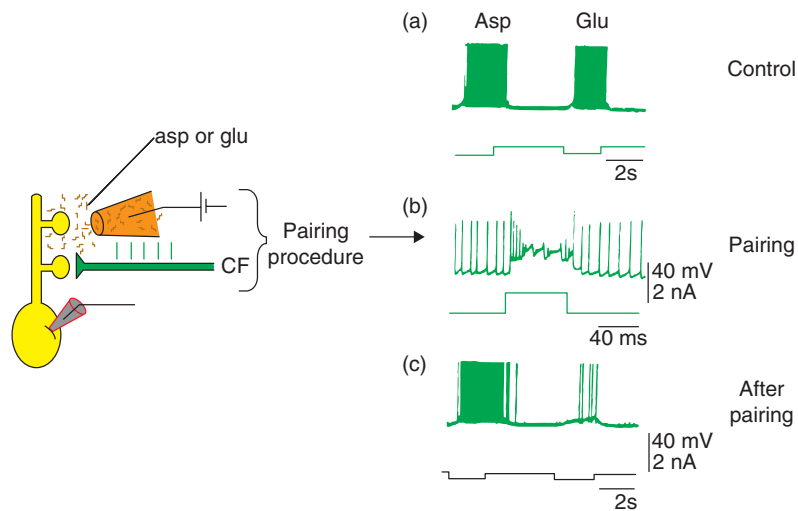 (a)
Asp
Glu
Control
2s
asp or glu
CF
Pairing
procedure
(b)
Pairing
40 mV
2 nA
40 ms
(c)
After
pairing
40 mV
2 nA
2s